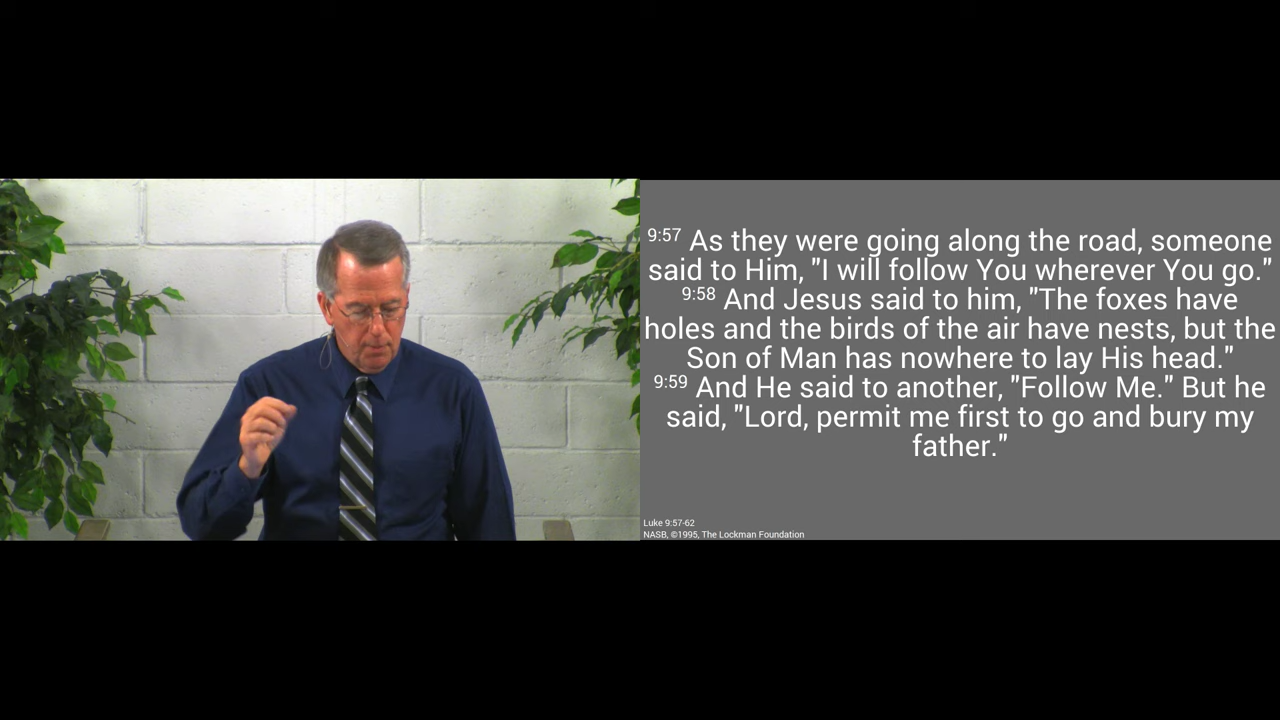 9:57 As they were going along the road, someone
said to Him, "I will follow You wherever You go."
9:58 And Jesus said to him, "The foxes have
holes and the birds of the air have nests, but the
Son of Man has nowhere to lay His head."
9:59 And He said to another, "Follow Me." But he
said, "Lord, permit me first to go and bury my
father."
Luke 9:57-62
NASB, ©1995, The Lockman Foundation